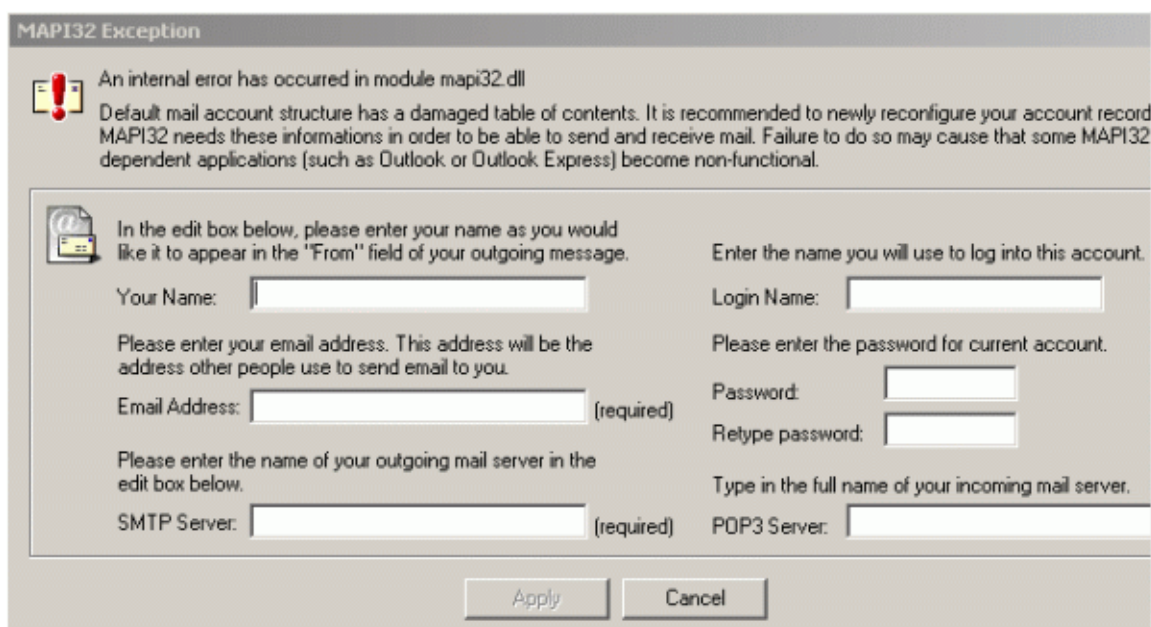 MAPI32 Exception
An internal error has occurred in module mapi32.dll
Default mail account structure has a damaged table of contents. It is recommended to newly reconfigure your account record
MAPI32 needs these informations in order to be able to send and receive mail. Failure to do so may cause that some MAPI32
dependent applications (such as Outlook or Outlook Express) become non-functional.
In the edit box below, please enter your name as you would
like it to appear in the "From" field of your outgoing message.
Your Name:
Please enter your email address. This address will be the
address other people use to send email to you.
Email Address:
(required)
Please enter the name of your outgoing mail server in the
edit box below.
SMTP Server:
(required)
Enter the name you will use to log into this account.
Login Name:
Please enter the password for current account.
Password:
Retype password:
Type in the full name of your incoming mail server.
POP3 Server:
Apply
Cancel